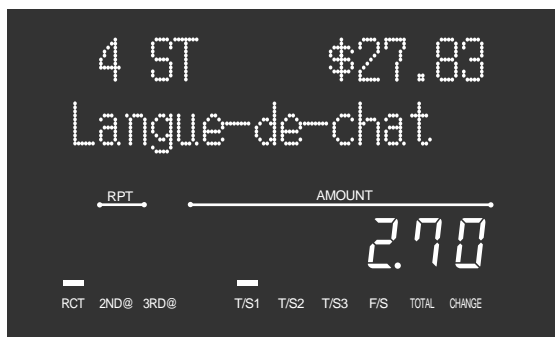 4 ST $27.83
Langue-de-chat
RPT AMOUNT
2.70
RCT 2ND@ 3RD@ T/S1 T/S2 T/S3 F/S TOTAL CHANGE